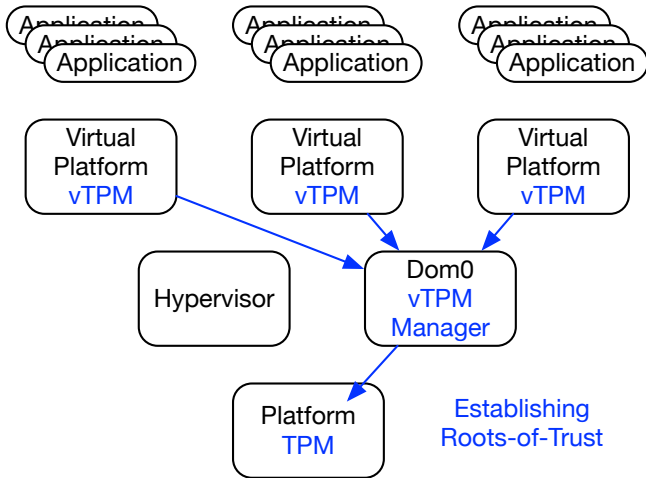 Application
Application
Application
Application
Application
Application
Application
Application
Application
Virtual
Platform
vTPM
Virtual
Platform
vTPM
Virtual
Platform
vTPM
Hypervisor
Dom0
vTPM
Manager
Platform
TPM
Establishing
Roots-of-Trust